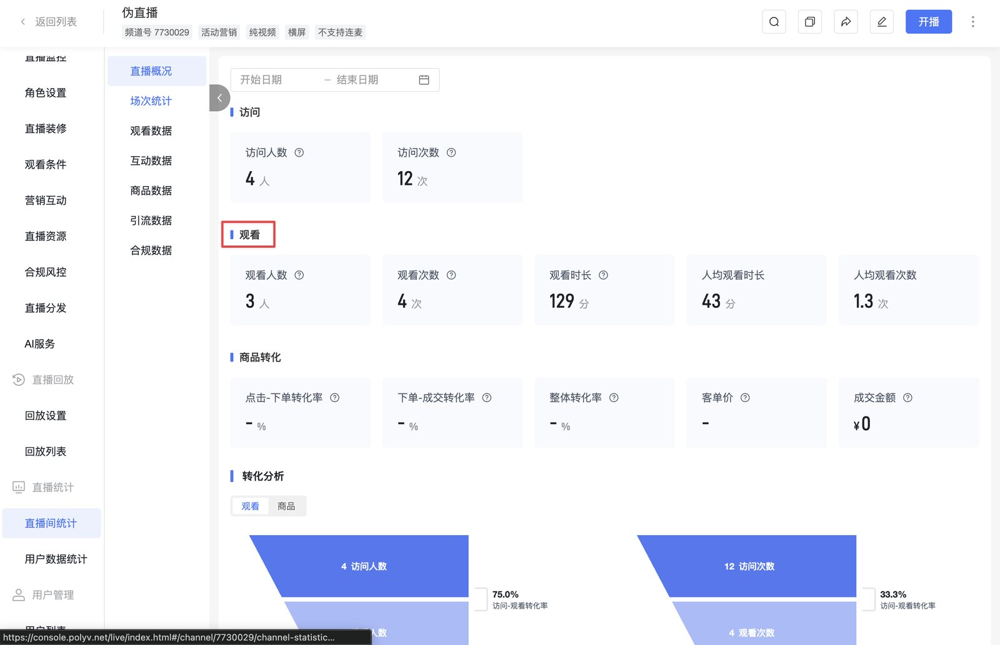 返回列表
伪直播
频道号 7730029
活动营销
纯视频
横屏
不支持连麦
开播
直播监控
角色设置
直播装修
观看条件
营销互动
直播资源
合规风控
直播分发
AI服务
直播回放
回放设置
回放列表
直播统计
直播间统计
用户数据统计
用户管理
用户列表
直播概况
场次统计
观看数据
互动数据
商品数据
引流数据
合规数据
开始日期 – 结束日期
访问
访问人数
4 人
访问次数
12 次
观看
观看人数
3 人
观看次数
4 次
观看时长
129 分
人均观看时长
43 分
人均观看次数
1.3 次
商品转化
点击-下单转化率
- %
下单-成交转化率
- %
整体转化率
- %
客单价
-
成交金额
¥0
转化分析
观看
商品
4 访问人数
75.0%
访问-观看转化率
人数
12 访问次数
33.3%
访问-观看转化率
4 观看次数
https://console.polyv.net/live/index.html#/channel/7730029/channel-statistic...